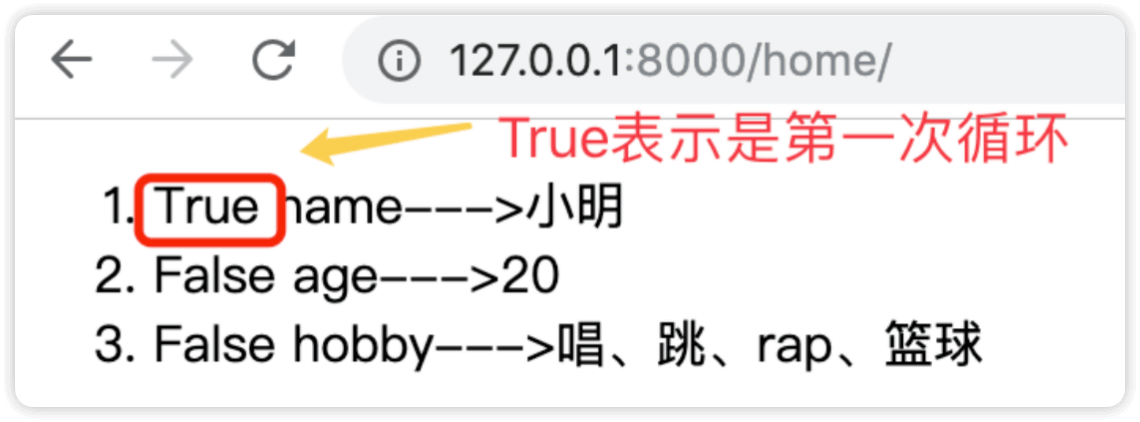 127.0.0.1:8000/home/
True表示是第一次循环
1. True name--->小明
2. False age--->20
3. False hobby--->唱、跳、rap、篮球